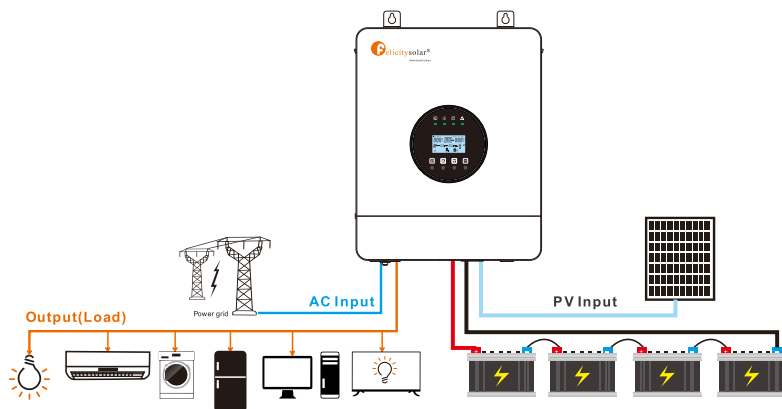 felicitysolar®
AC Input
PV Input
Power grid
Output(Load)